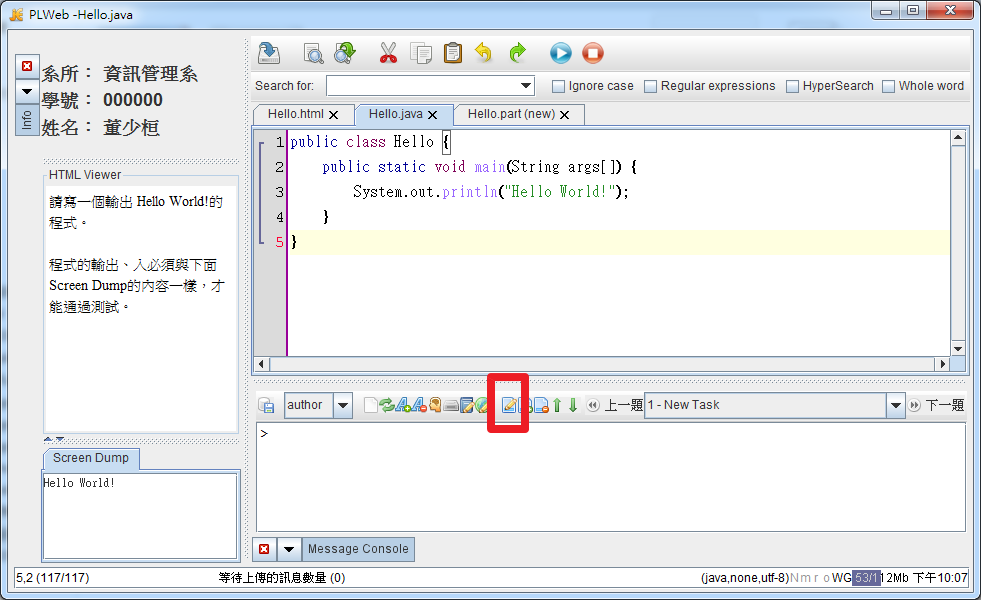 PLWeb -Hello.java
系所： 資訊管理系
學號： 000000
姓名： 董少桓
Info
HTML Viewer
請寫一個輸出 Hello World!的
程式。
程式的輸出、入必須與下面
Screen Dump的內容一樣，才
能通過測試。
Screen Dump
Hello World!
Search for:
Ignore case
Regular expressions
HyperSearch
Whole word
Hello.html
Hello.java
Hello.part (new)
1 public class Hello {
2     public static void main(String args[]) {
3         System.out.println("Hello World!");
4     }
5 }
author
上一題
1 - New Task
下一題
>
Message Console
5,2 (117/117)
等待上傳的訊息數量 (0)
(java,none,utf-8)Nm r o WG 53/112Mb 下午10:07